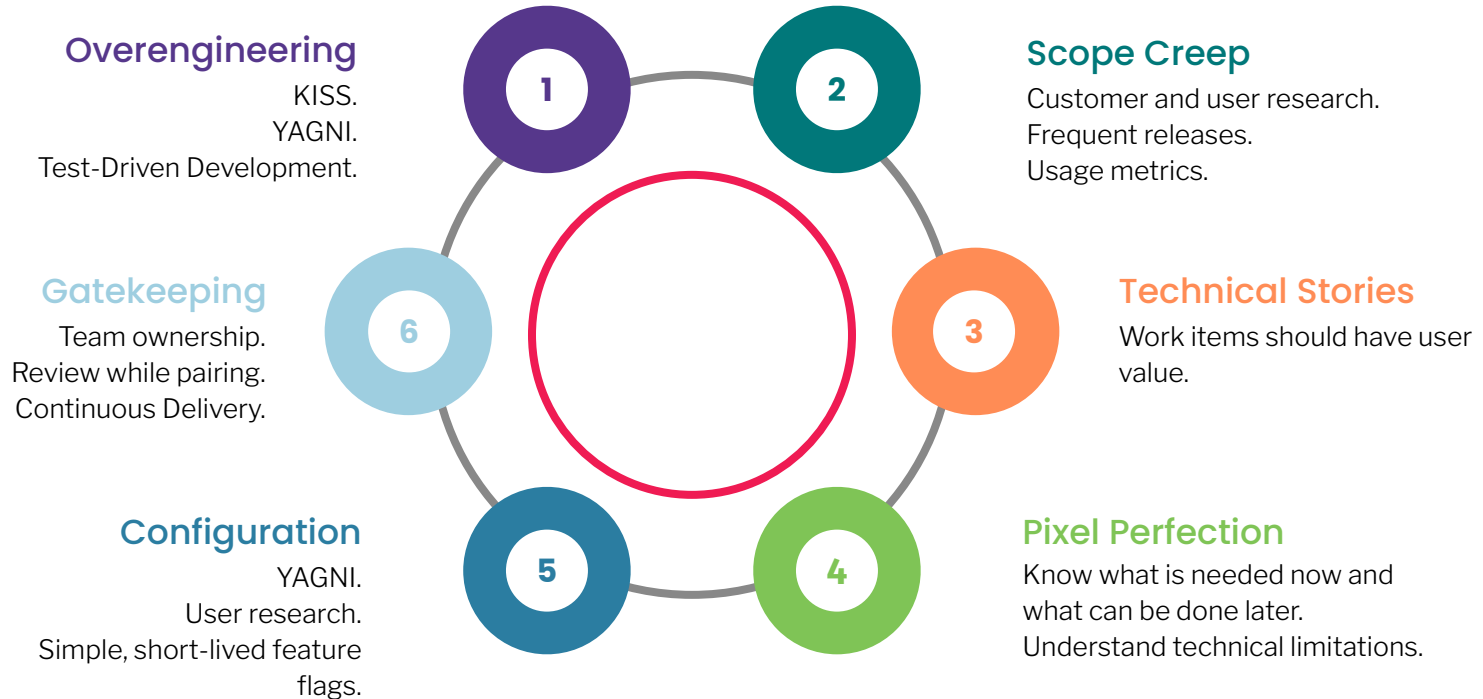 Overengineering
KISS.
YAGNI.
Test-Driven Development.
1
2
Scope Creep
Customer and user research.
Frequent releases.
Usage metrics.
Gatekeeping
Team ownership.
Review while pairing.
Continuous Delivery.
6
3
Technical Stories
Work items should have user
value.
Configuration
YAGNI.
User research.
Simple, short-lived feature
flags.
5
4
Pixel Perfection
Know what is needed now and
what can be done later.
Understand technical limitations.